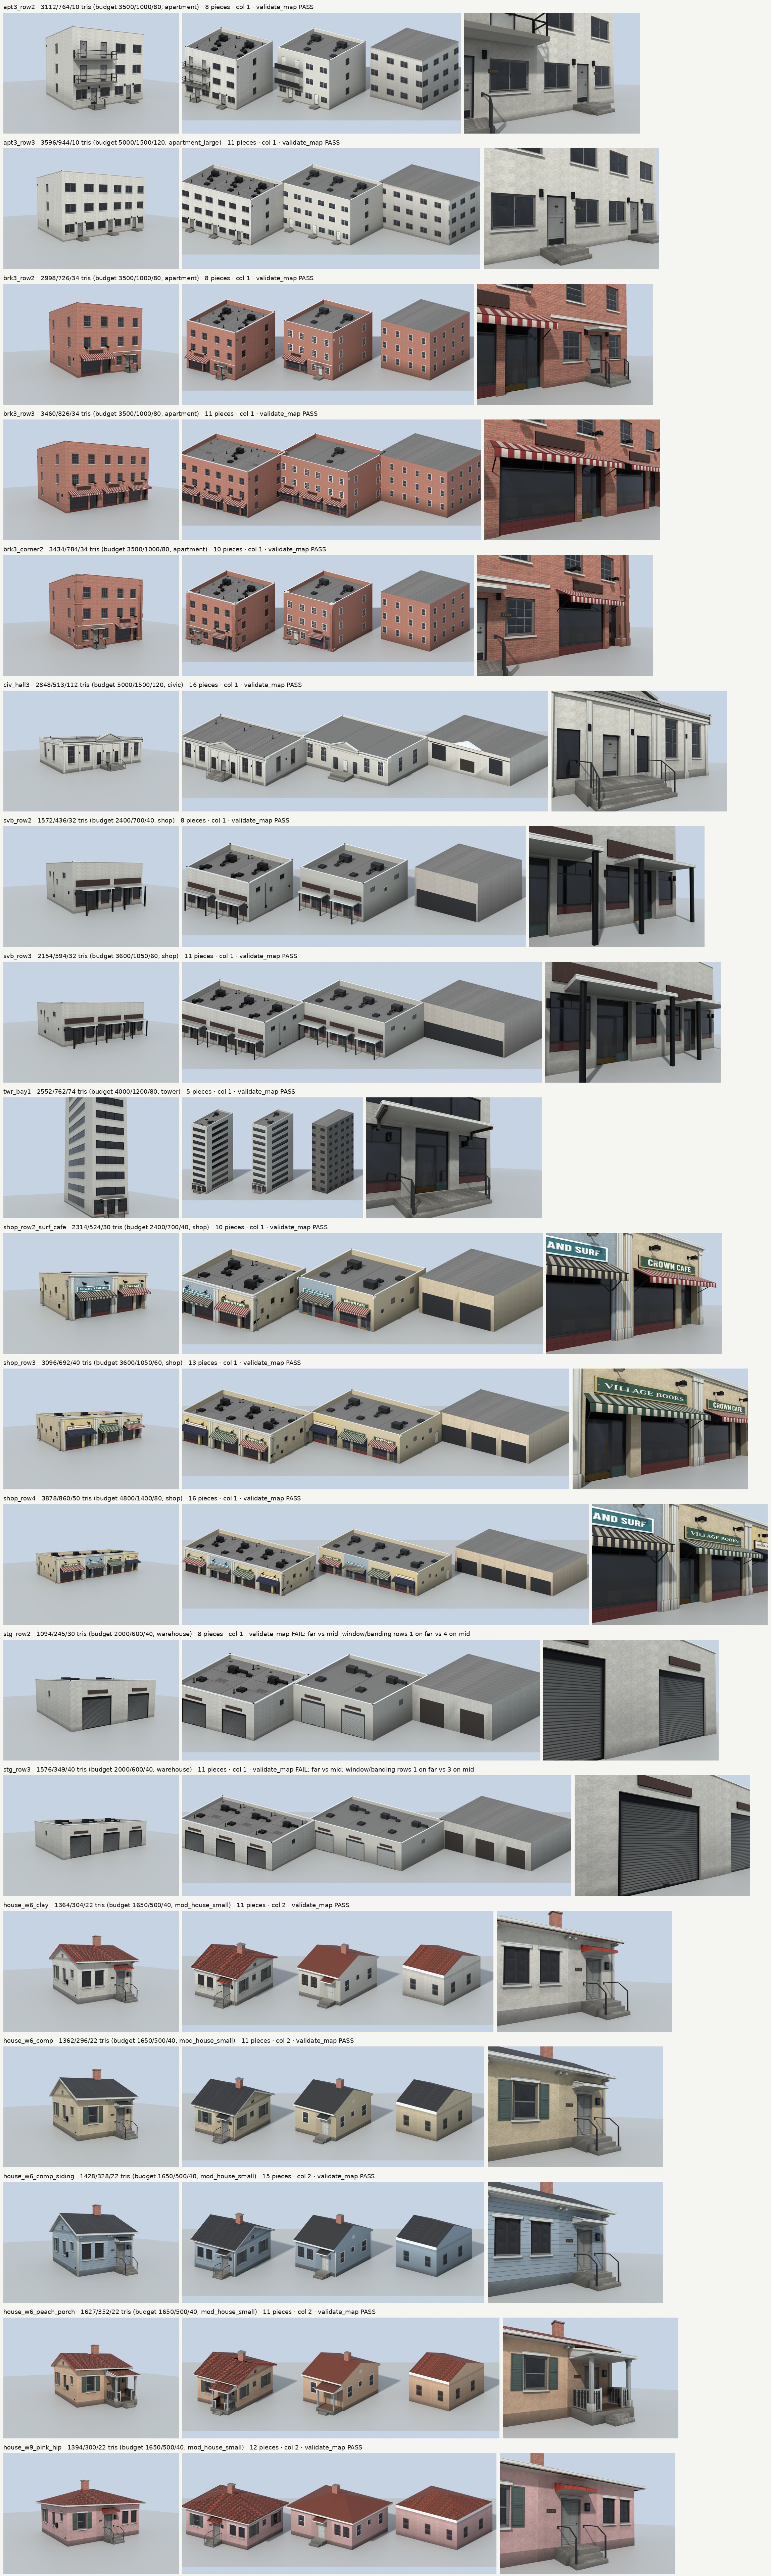 apt3_row2 3112/764/10 tris (budget 3500/1000/80, apartment) 8 pieces · col 1 · validate_map PASS
apt3_row3 3596/944/10 tris (budget 5000/1500/120, apartment_large) 11 pieces · col 1 · validate_map PASS
brk3_row2 2998/726/34 tris (budget 3500/1000/80, apartment) 8 pieces · col 1 · validate_map PASS
brk3_row3 3460/826/34 tris (budget 3500/1000/80, apartment) 11 pieces · col 1 · validate_map PASS
brk3_corner2 3434/784/34 tris (budget 3500/1000/80, apartment) 10 pieces · col 1 · validate_map PASS
civ_hall3 2848/513/112 tris (budget 5000/1500/120, civic) 16 pieces · col 1 · validate_map PASS
svb_row2 1572/436/32 tris (budget 2400/700/40, shop) 8 pieces · col 1 · validate_map PASS
svb_row3 2154/594/32 tris (budget 3600/1050/60, shop) 11 pieces · col 1 · validate_map PASS
twr_bay1 2552/762/74 tris (budget 4000/1200/80, tower) 5 pieces · col 1 · validate_map PASS
shop_row2_surf_cafe 2314/524/30 tris (budget 2400/700/40, shop) 10 pieces · col 1 · validate_map PASS
AND SURF
CROWN CAFE
shop_row3 3096/692/40 tris (budget 3600/1050/60, shop) 13 pieces · col 1 · validate_map PASS
VILLAGE BOOKS
CROWN CAFE
shop_row4 3878/860/50 tris (budget 4800/1400/80, shop) 16 pieces · col 1 · validate_map PASS
AND SURF
VILLAGE BOOKS
stg_row2 1094/245/30 tris (budget 2000/600/40, warehouse) 8 pieces · col 1 · validate_map FAIL: far vs mid: window/banding rows 1 on far vs 4 on mid
stg_row3 1576/349/40 tris (budget 2000/600/40, warehouse) 11 pieces · col 1 · validate_map FAIL: far vs mid: window/banding rows 1 on far vs 3 on mid
house_w6_clay 1364/304/22 tris (budget 1650/500/40, mod_house_small) 11 pieces · col 2 · validate_map PASS
house_w6_comp 1362/296/22 tris (budget 1650/500/40, mod_house_small) 11 pieces · col 2 · validate_map PASS
house_w6_comp_siding 1428/328/22 tris (budget 1650/500/40, mod_house_small) 15 pieces · col 2 · validate_map PASS
house_w6_peach_porch 1627/352/22 tris (budget 1650/500/40, mod_house_small) 11 pieces · col 2 · validate_map PASS
house_w9_pink_hip 1394/300/22 tris (budget 1650/500/40, mod_house_small) 12 pieces · col 2 · validate_map PASS